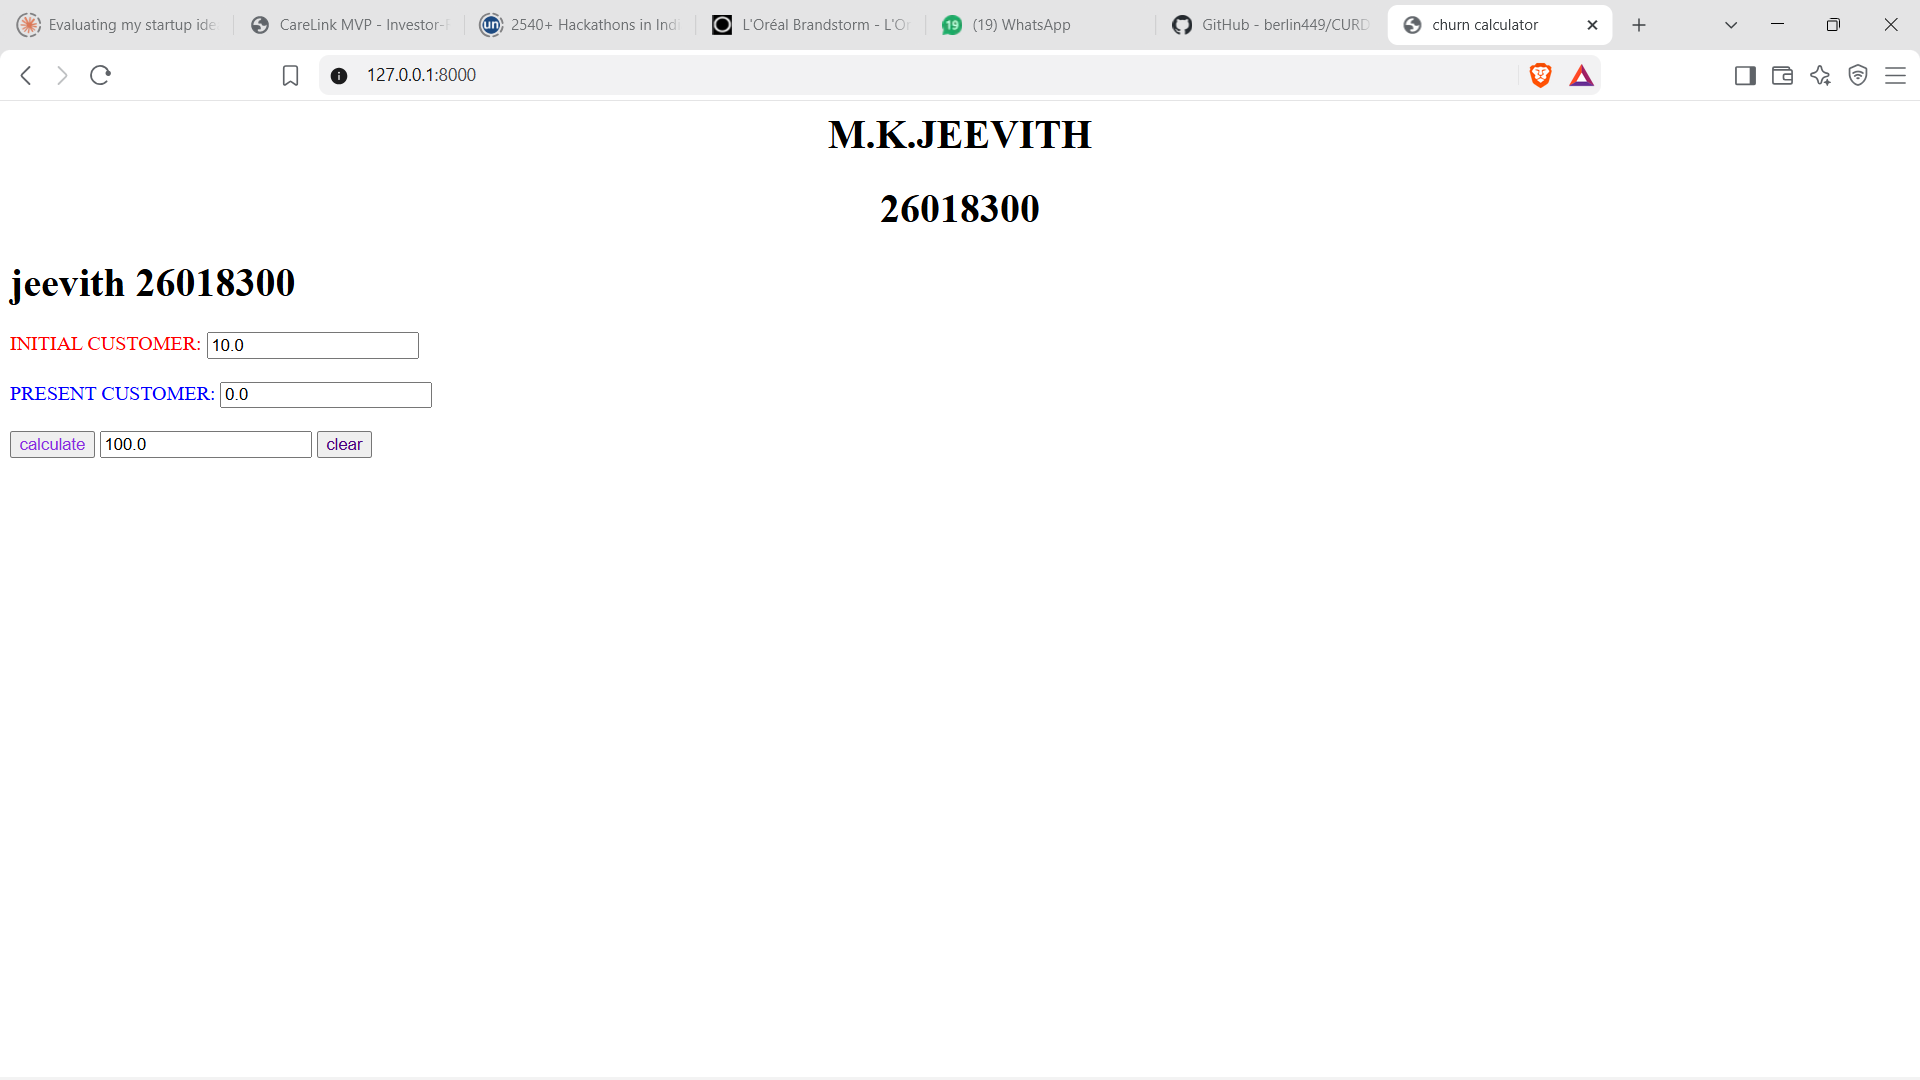 Evaluating my startup ide
CareLink MVP - Investor-
2540+ Hackathons in Indi
L'Oréal Brandstorm - L'Or
(19) WhatsApp
GitHub - berlin449/CURD
churn calculator
127.0.0.1:8000
M.K.JEEVITH
26018300
jeevith 26018300
INITIAL CUSTOMER: 10.0
PRESENT CUSTOMER: 0.0
calculate 100.0 clear